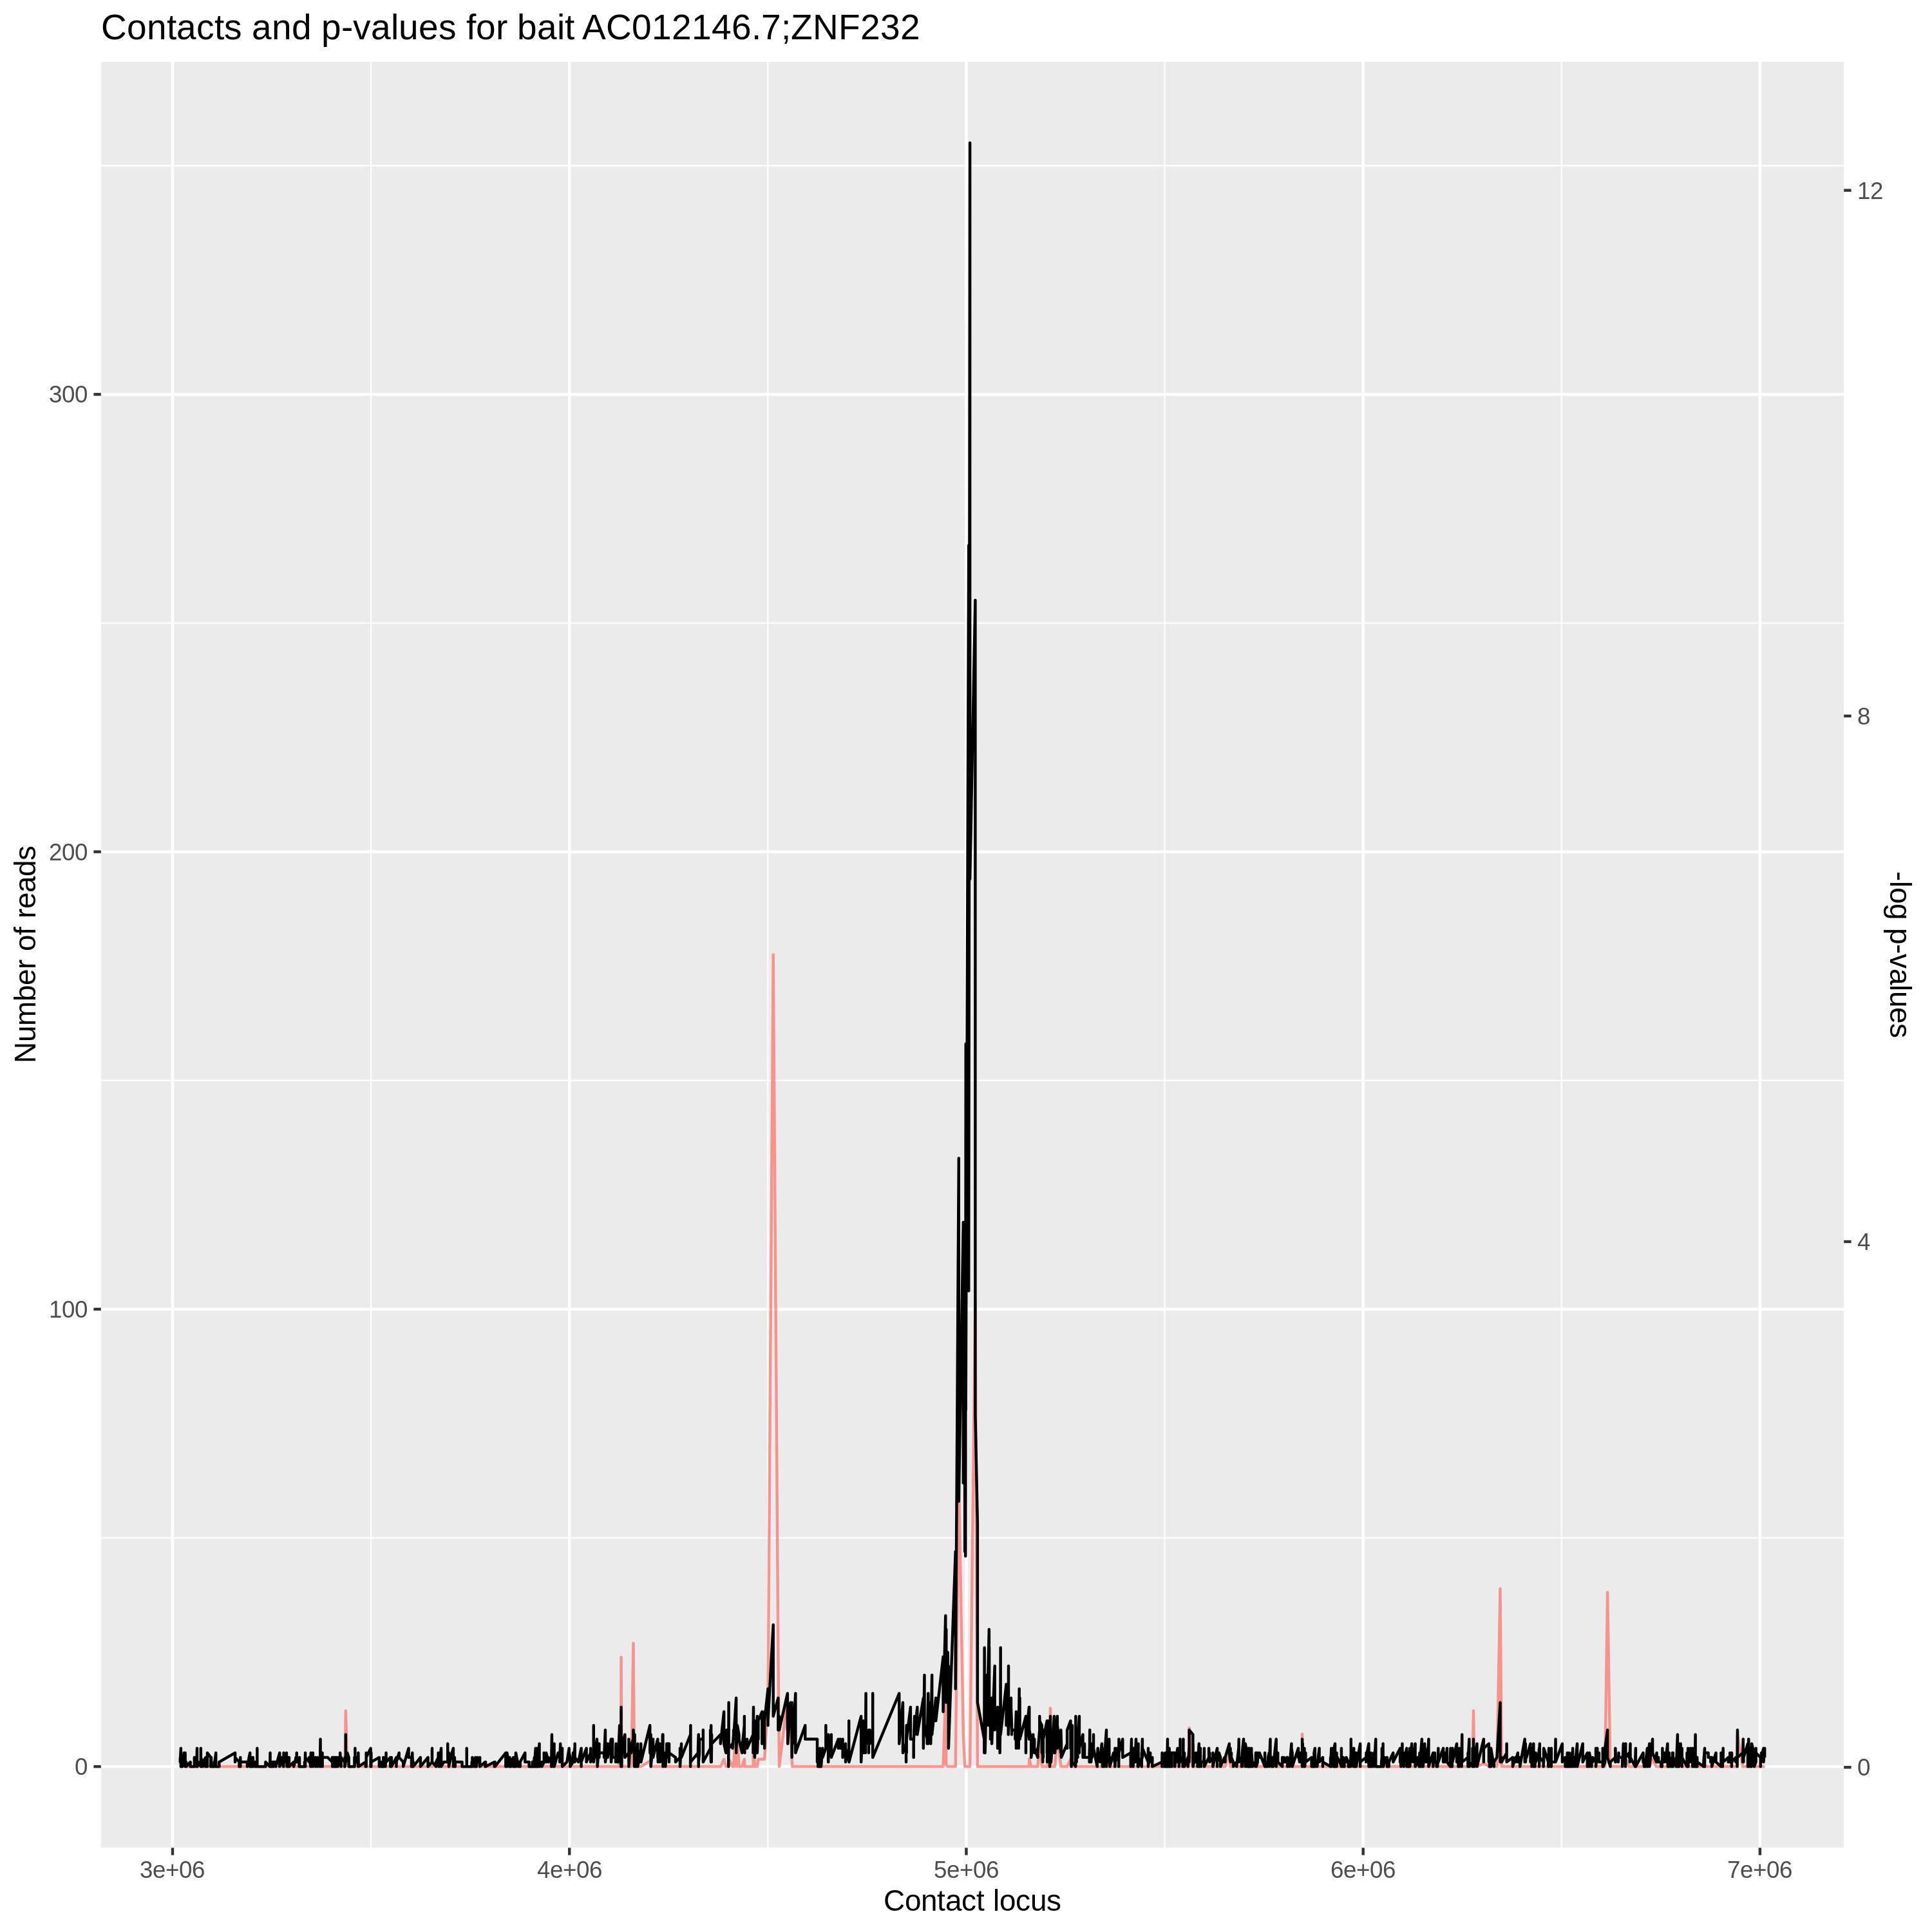 Contacts and p-values for bait AC012146.7;ZNF232
300
200
100
0
Number of reads
12
8
4
0
-log p-values
3e+06
4e+06
5e+06
6e+06
7e+06
Contact locus